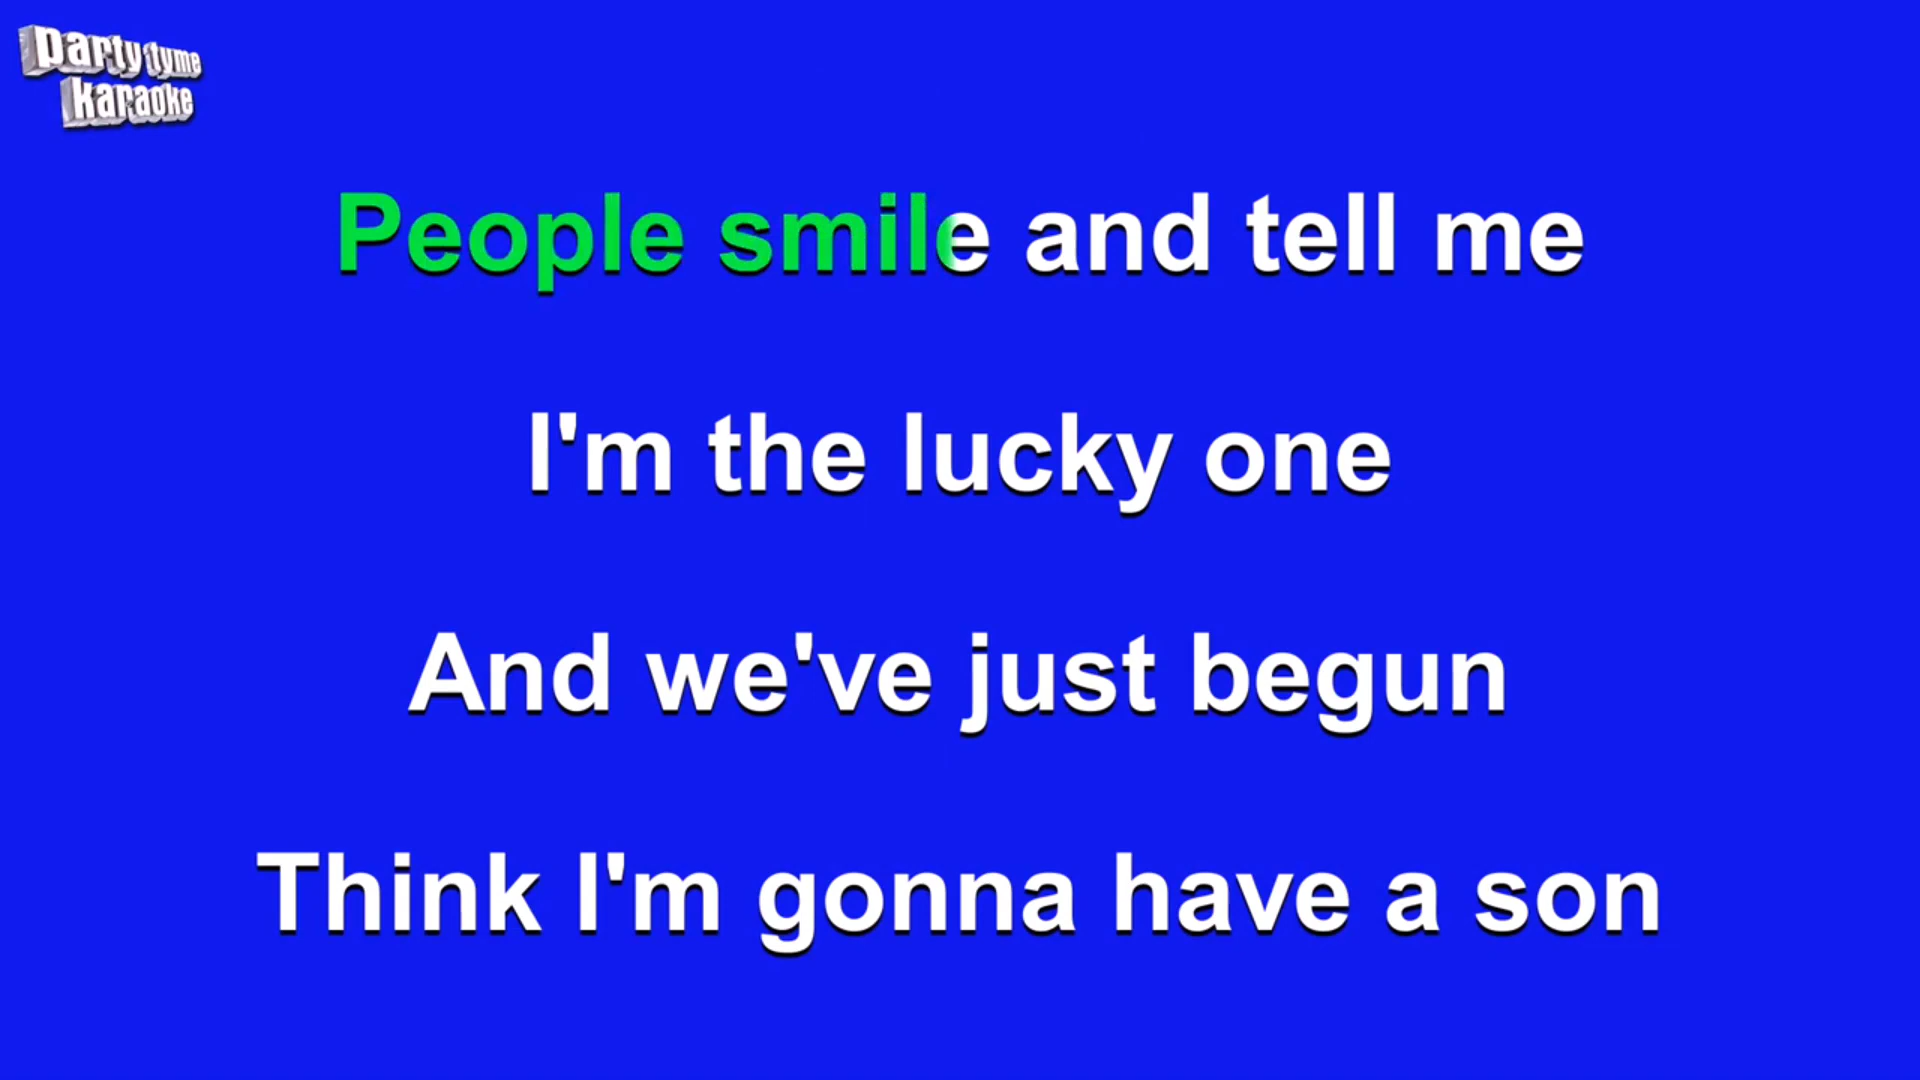 party tyme
karaoke
People smile and tell me
I'm the lucky one
And we've just begun
Think I'm gonna have a son